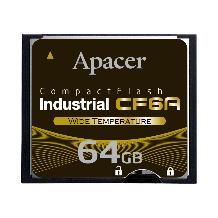 Apacer
CompactFlash
Industrial CF6A
WIDE TEMPERATURE
64GB